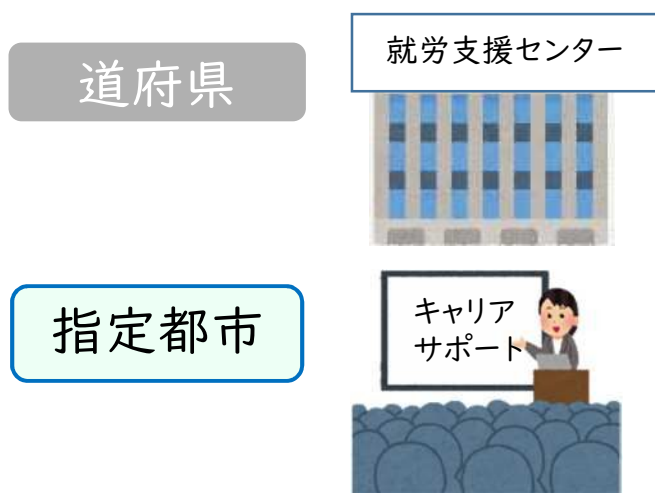 道府県
就労支援センター
指定都市
キャリア
サポート